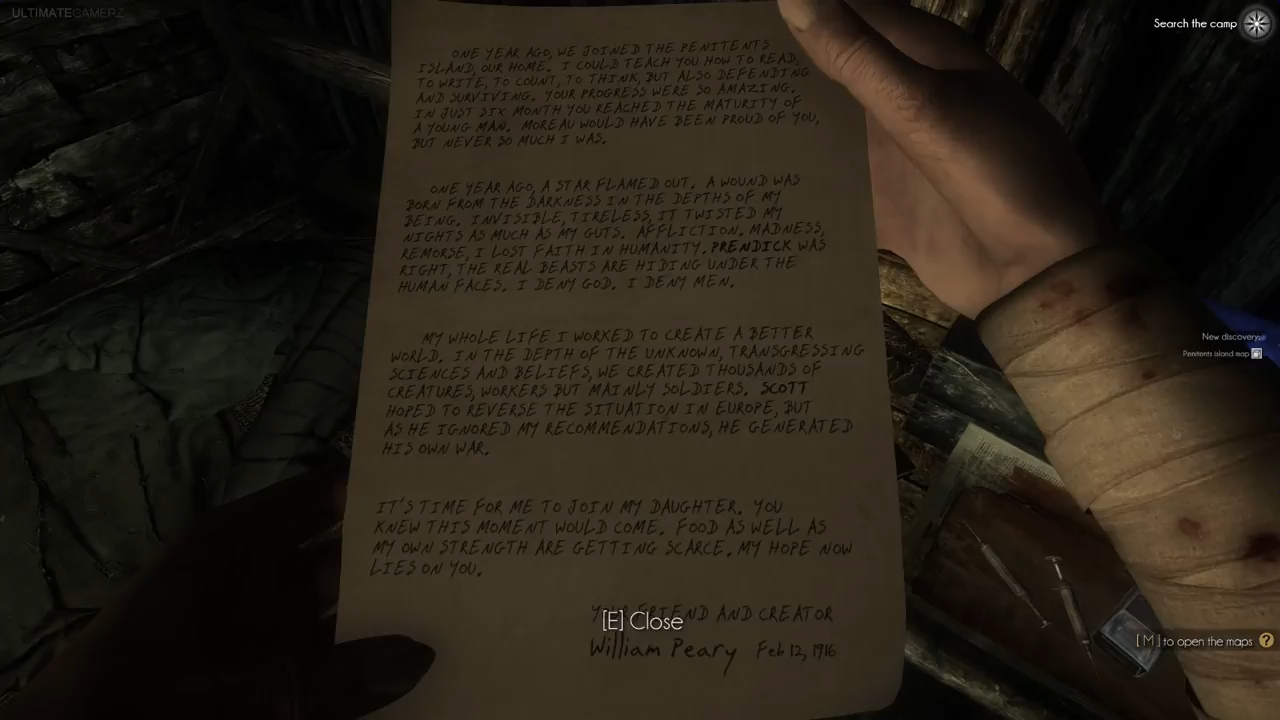 ULTIMATEGAMERZ
Search the camp
ONE YEAR AGO, WE JOINED THE PENITENTS
ISLAND, OUR HOME. I COULD TEACH YOU HOW TO READ,
TO WRITE, TO COUNT, TO THINK, BUT ALSO DEFENDING
AND SURVIVING. YOUR PROGRESS WERE SO AMAZING.
IN JUST SIX MONTH YOU REACHED THE MATURITY OF
A YOUNG MAN. MOREAU WOULD HAVE BEEN PROUD OF YOU,
BUT NEVER SO MUCH I WAS.
ONE YEAR AGO, A STAR FLAMED OUT. A WOUND WAS
BORN FROM THE DARKNESS IN THE DEPTHS OF MY
BEING. INVISIBLE, TIRELESS, IT TWISTED MY
NIGHTS AS MUCH AS MY GUTS. AFFLICTION. MADNESS,
REMORSE, I LOST FAITH IN HUMANITY. PRENDICK WAS
RIGHT, THE REAL BEASTS ARE HIDING UNDER THE
HUMAN FACES. I DENY GOD. I DENY MEN.
MY WHOLE LIFE I WORKED TO CREATE A BETTER
WORLD. IN THE DEPTH OF THE UNKNOWN, TRANSGRESSING
SCIENCES AND BELIEFS, WE CREATED THOUSANDS OF
CREATURES, WORKERS BUT MAINLY SOLDIERS. SCOTT
HOPED TO REVERSE THE SITUATION IN EUROPE, BUT
AS HE IGNORED MY RECOMMENDATIONS, HE GENERATED
HIS OWN WAR.
New discovery
Penitents island map
IT'S TIME FOR ME TO JOIN MY DAUGHTER. YOU
KNEW THIS MOMENT WOULD COME. FOOD AS WELL AS
MY OWN STRENGTH ARE GETTING SCARCE. MY HOPE NOW
LIES ON YOU.
YOUR FRIEND AND CREATOR
[E] Close
William Peary Feb 12, 1916
[M] to open the maps ?